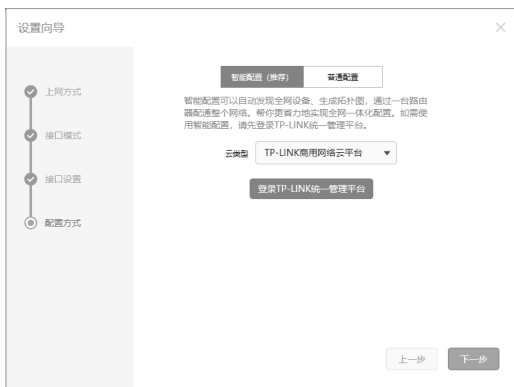 设置向导
智能配置（推荐）
普通配置
上网方式
智能配置可以自动发现全网设备、生成拓扑图，通过一台路由
器配通整个网络。帮你更省力地实现全网一体化配置。如需使
用智能配置，请先登录TP-LINK统一管理平台。
接口模式
云类型
TP-LINK商用网络云平台
接口设置
登录TP-LINK统一管理平台
配置方式
上一步
下一步